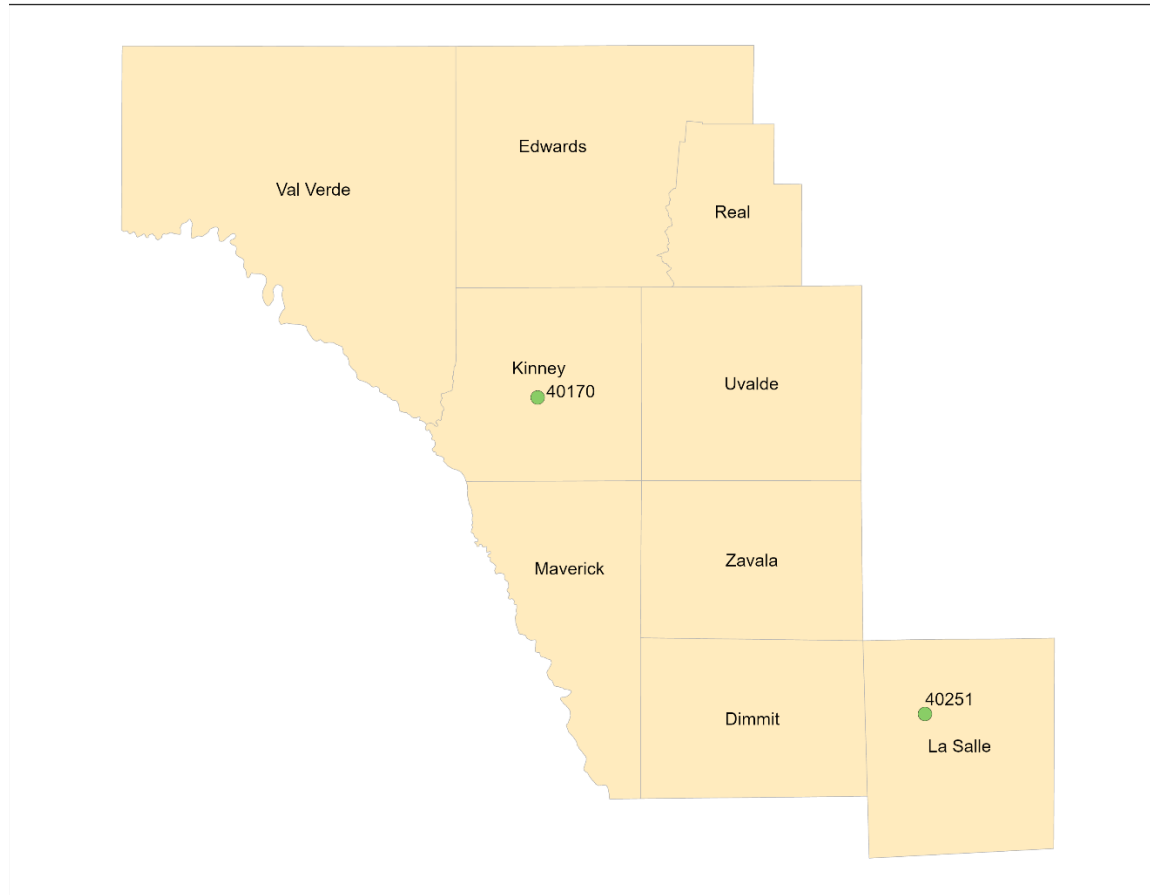 Edwards
Val Verde
Real
Kinney
40170
Uvalde
Zavala
Maverick
40251
Dimmit
La Salle